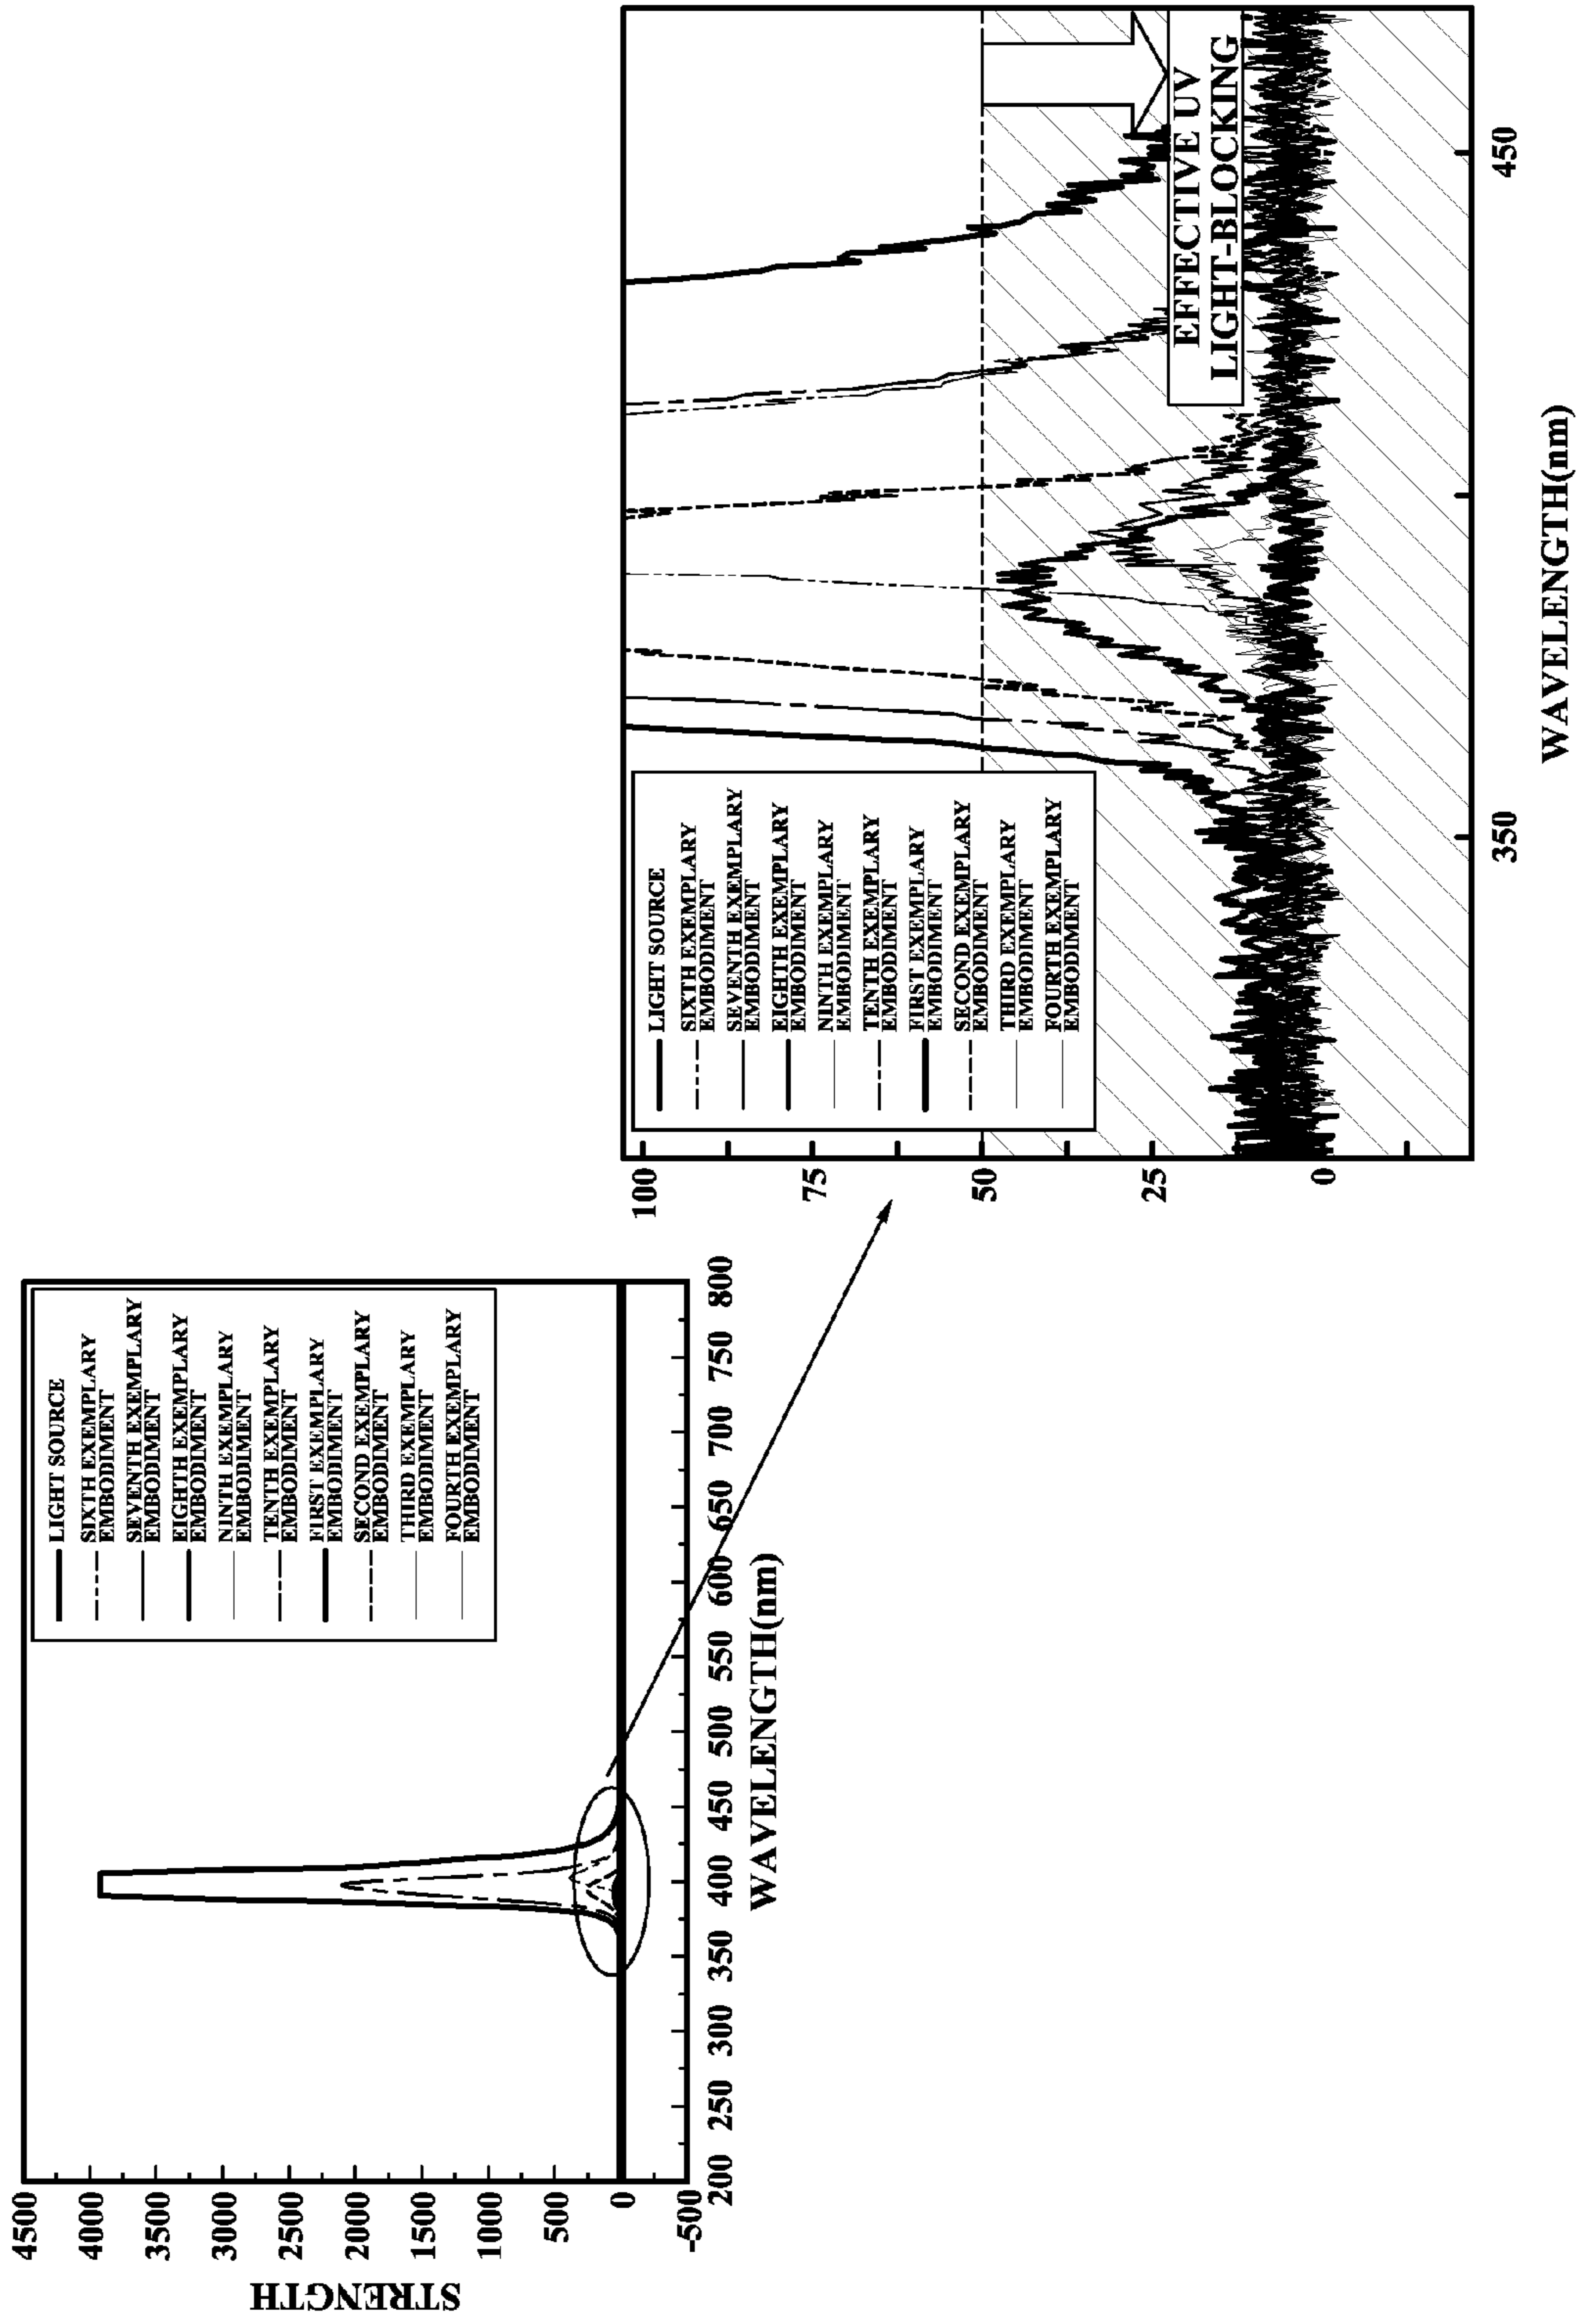 STRENGTH
4500
4000
3500
3000
2500
2000
1500
1000
500
0
-500
LIGHT SOURCE
SIXTH EXEMPLARY
EMBODIMENT
SEVENTH EXEMPLARY
EMBODIMENT
EIGHTH EXEMPLARY
EMBODIMENT
NINTH EXEMPLARY
EMBODIMENT
TENTH EXEMPLARY
EMBODIMENT
FIRST EXEMPLARY
EMBODIMENT
SECOND EXEMPLARY
EMBODIMENT
THIRD EXEMPLARY
EMBODIMENT
FOURTH EXEMPLARY
EMBODIMENT
200 250 300 350 400 450 500 550 600 650 700 750 800
WAVELENGTH(nm)
100
75
50
25
0
LIGHT SOURCE
SIXTH EXEMPLARY
EMBODIMENT
SEVENTH EXEMPLARY
EMBODIMENT
EIGHTH EXEMPLARY
EMBODIMENT
NINTH EXEMPLARY
EMBODIMENT
TENTH EXEMPLARY
EMBODIMENT
FIRST EXEMPLARY
EMBODIMENT
SECOND EXEMPLARY
EMBODIMENT
THIRD EXEMPLARY
EMBODIMENT
FOURTH EXEMPLARY
EMBODIMENT
EFFECTIVE UV
LIGHT-BLOCKING
350 450
WAVELENGTH(nm)